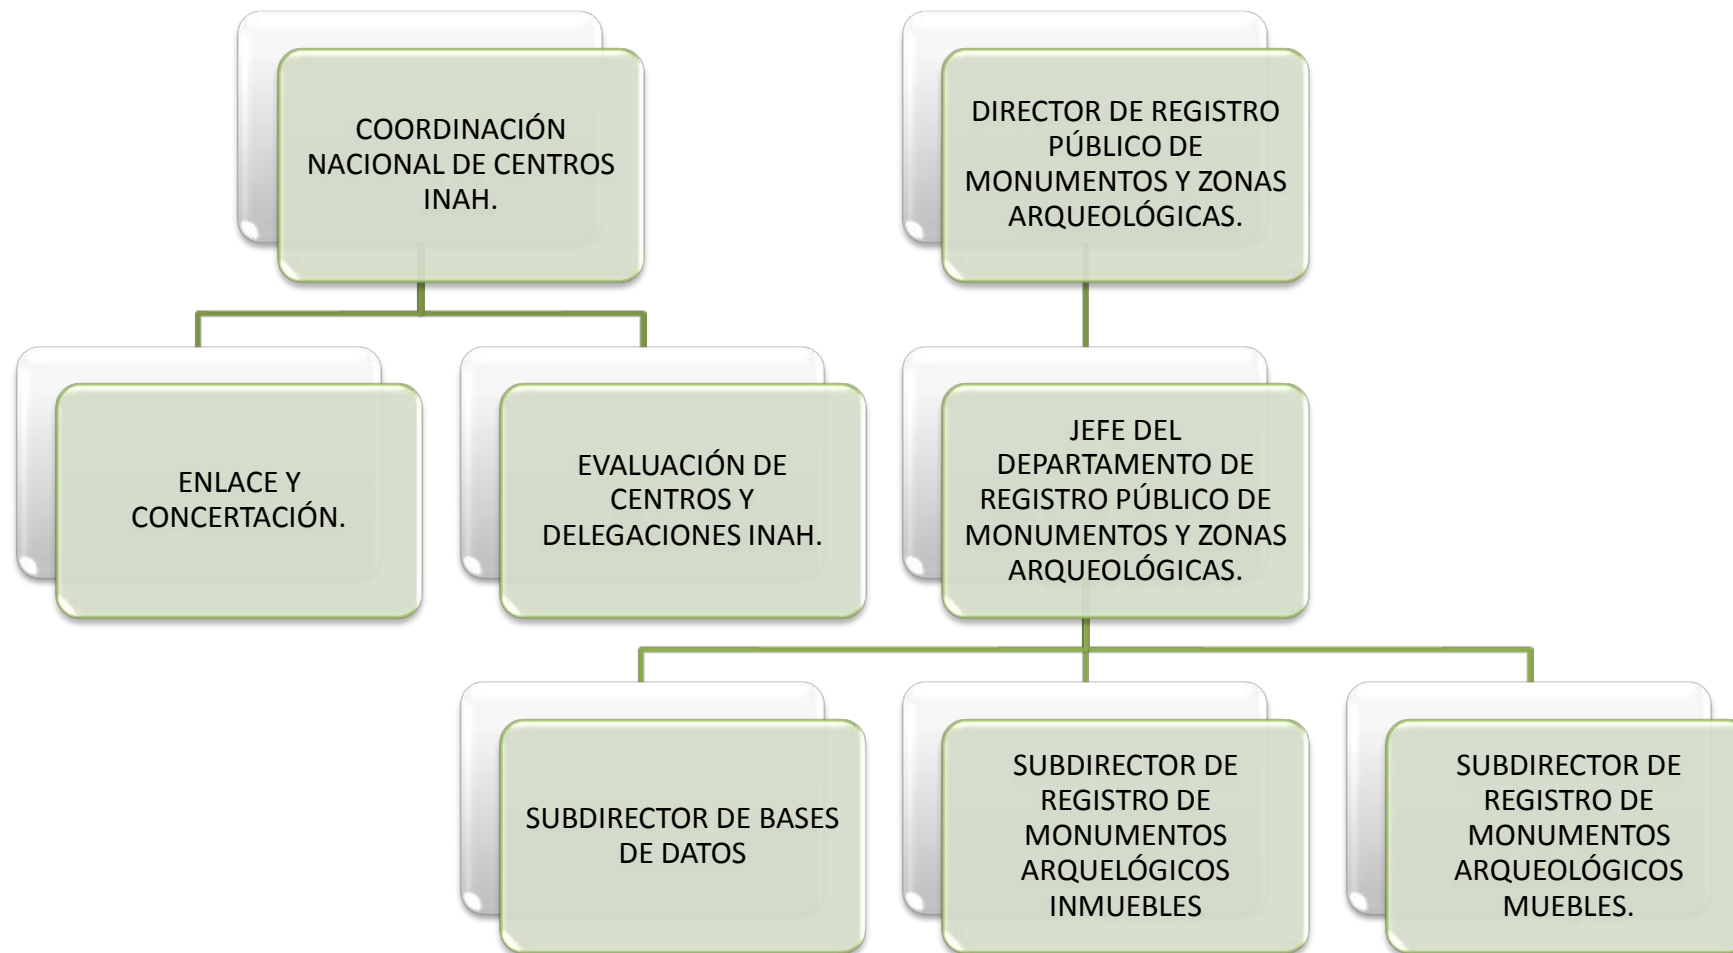 COORDINACIÓN
NACIONAL DE CENTROS
INAH.
DIRECTOR DE REGISTRO
PÚBLICO DE
MONUMENTOS Y ZONAS
ARQUEOLÓGICAS.
ENLACE Y
CONCERTACIÓN.
EVALUACIÓN DE
CENTROS Y
DELEGACIONES INAH.
JEFE DEL
DEPARTAMENTO DE
REGISTRO PÚBLICO DE
MONUMENTOS Y ZONAS
ARQUEOLÓGICAS.
SUBDIRECTOR DE BASES
DE DATOS
SUBDIRECTOR DE
REGISTRO DE
MONUMENTOS
ARQUELÓGICOS
INMUEBLES
SUBDIRECTOR DE
REGISTRO DE
MONUMENTOS
ARQUEOLÓGICOS
MUEBLES.